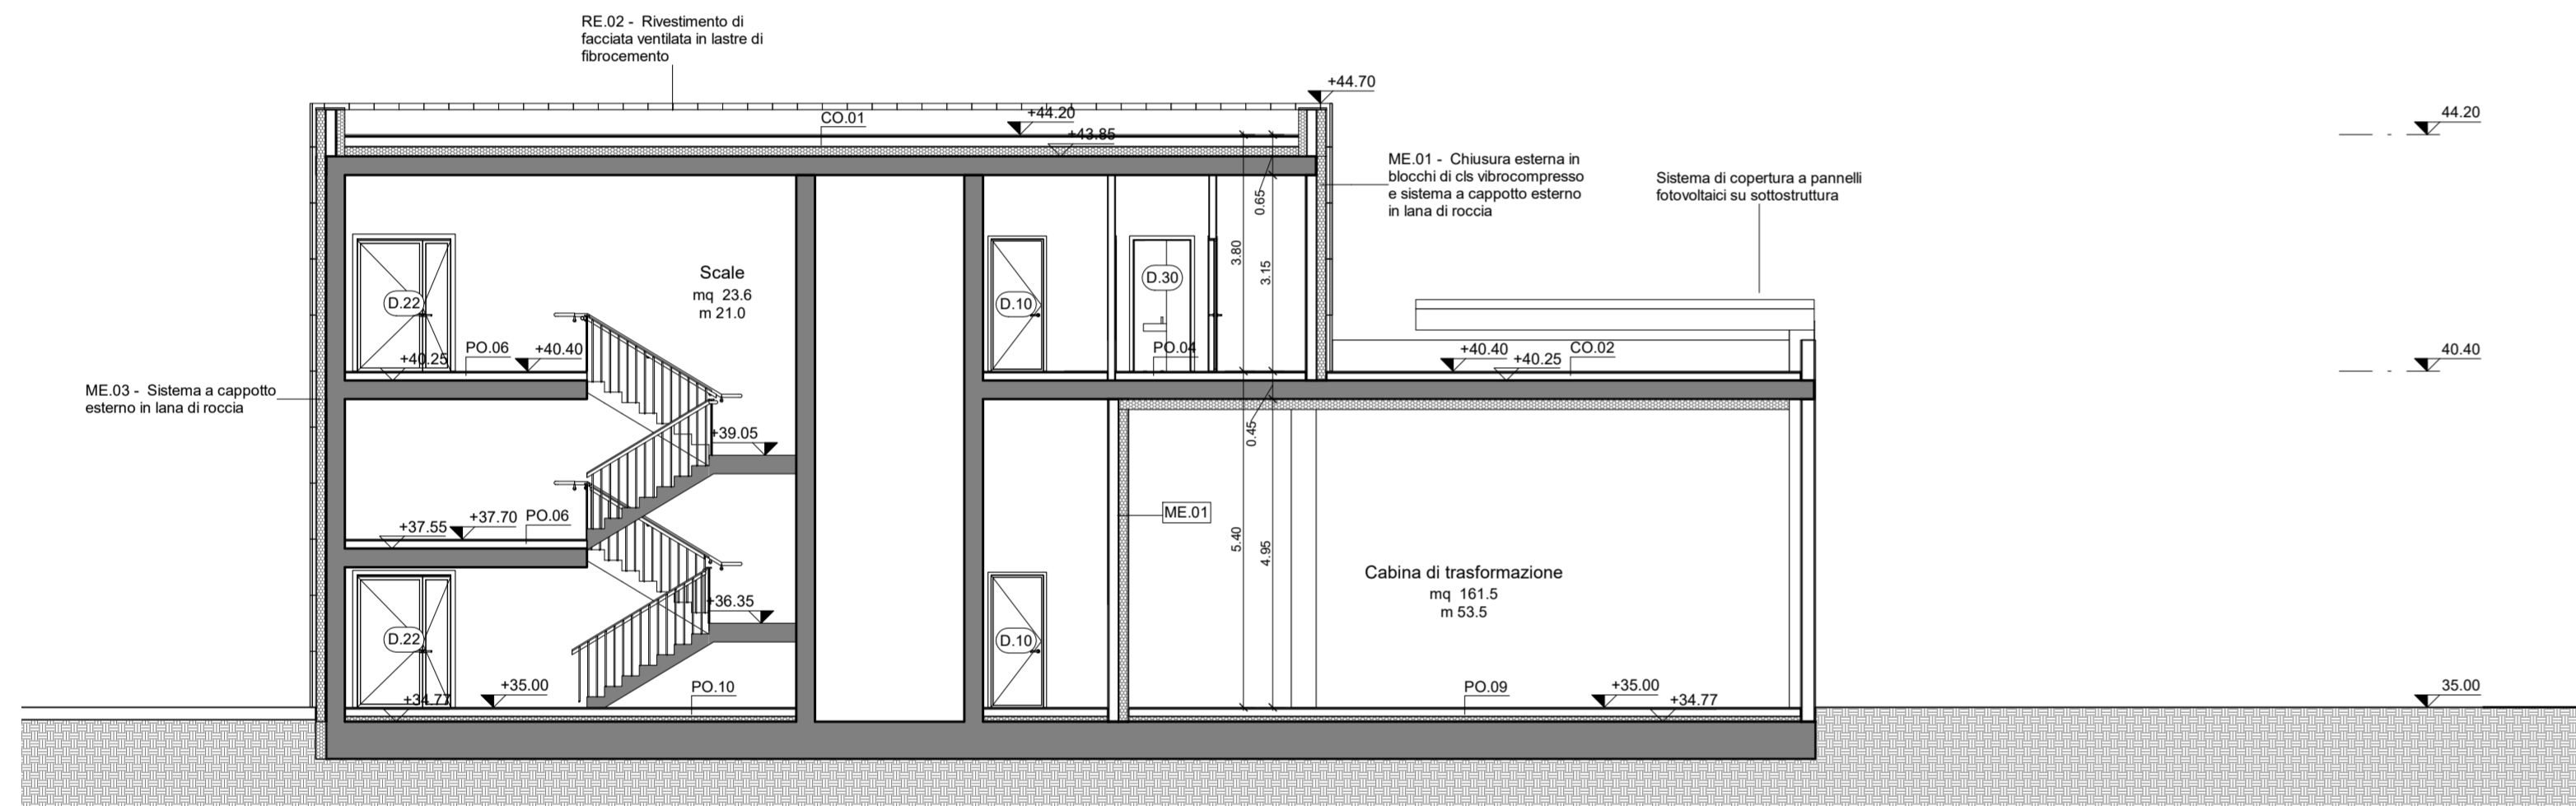 RE.02 - Rivestimento di
facciata ventilata in lastre di
fibrocemento
+44.70
+44.20
CO.01
+43.85
44.20
ME.01 - Chiusura esterna in
blocchi di cls vibrocompresso
e sistema a cappotto esterno
in lana di roccia
Sistema di copertura a pannelli
fotovoltaici su sottostruttura
0.65
3.80
3.15
Scale
mq 23.6
m 21.0
D.22
D.10
D.30
+40.25
PO.06
+40.40
PO.04
+40.40
+40.25
CO.02
40.40
ME.03 - Sistema a cappotto
esterno in lana di roccia
+39.05
0.45
+37.55
+37.70
PO.06
ME.01
5.40
4.95
Cabina di trasformazione
mq 161.5
m 53.5
+36.35
D.22
D.10
+34.77
+35.00
PO.10
PO.09
+35.00
+34.77
35.00